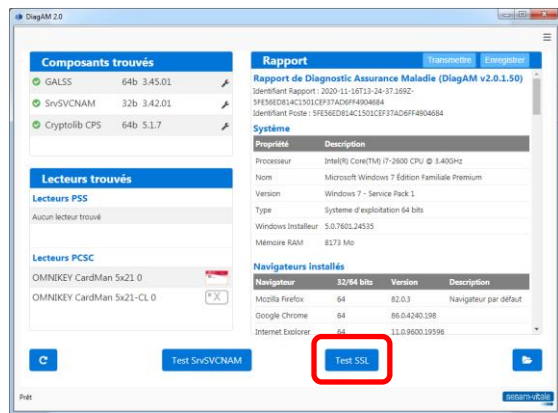 DiagAM 2.0
Composants trouvés
GALSS 64b 3.45.01
SrvSVCNAM 32b 3.42.01
Cryptolib CPS 64b 5.1.7
Lecteurs trouvés
Lecteurs PSS
Aucun lecteur trouvé
Lecteurs PCSC
OMNIKEY CardMan 5x21 0
OMNIKEY CardMan 5x21-CL 0
Rapport Transmettre Enregistrer
Rapport de Diagnostic Assurance Maladie (DiagAM v2.0.1.50)
Identifiant Rapport : 2020-11-16T13-24-37.169Z-
5FE56ED814C1501CEF37AD6FF4904684
Identifiant Poste : 5FE56ED814C1501CEF37AD6FF4904684
Système
Propriété Description
Processeur Intel(R) Core(TM) i7-2600 CPU @ 3.40GHz
Nom Microsoft Windows 7 Édition Familiale Premium
Version Windows 7 - Service Pack 1
Type Systeme d'exploitation 64 bits
Windows Installeur 5.0.7601.24535
Mémoire RAM 8173 Mo
Navigateurs installés
Navigateur 32/64 bits Version Description
Mozilla Firefox 64 82.0.3 Navigateur par défaut
Google Chrome 64 86.0.4240.198
Internet Explorer 64 11.0.9600.19596
Test SrvSVCNAM
Test SSL
Prêt
sesam-vitale